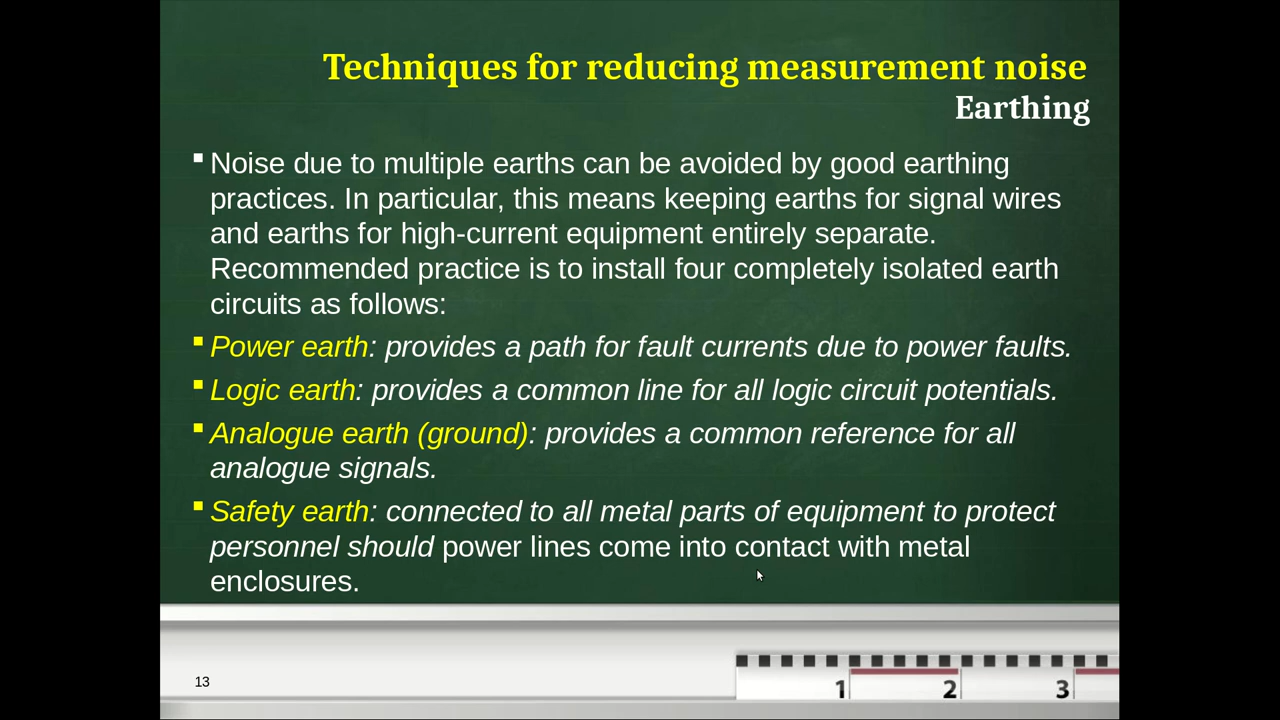 Techniques for reducing measurement noise
Earthing
Noise due to multiple earths can be avoided by good earthing
practices. In particular, this means keeping earths for signal wires
and earths for high-current equipment entirely separate.
Recommended practice is to install four completely isolated earth
circuits as follows:
Power earth: provides a path for fault currents due to power faults.
Logic earth: provides a common line for all logic circuit potentials.
Analogue earth (ground): provides a common reference for all
analogue signals.
Safety earth: connected to all metal parts of equipment to protect
personnel should power lines come into contact with metal
enclosures.
13
1 2 3